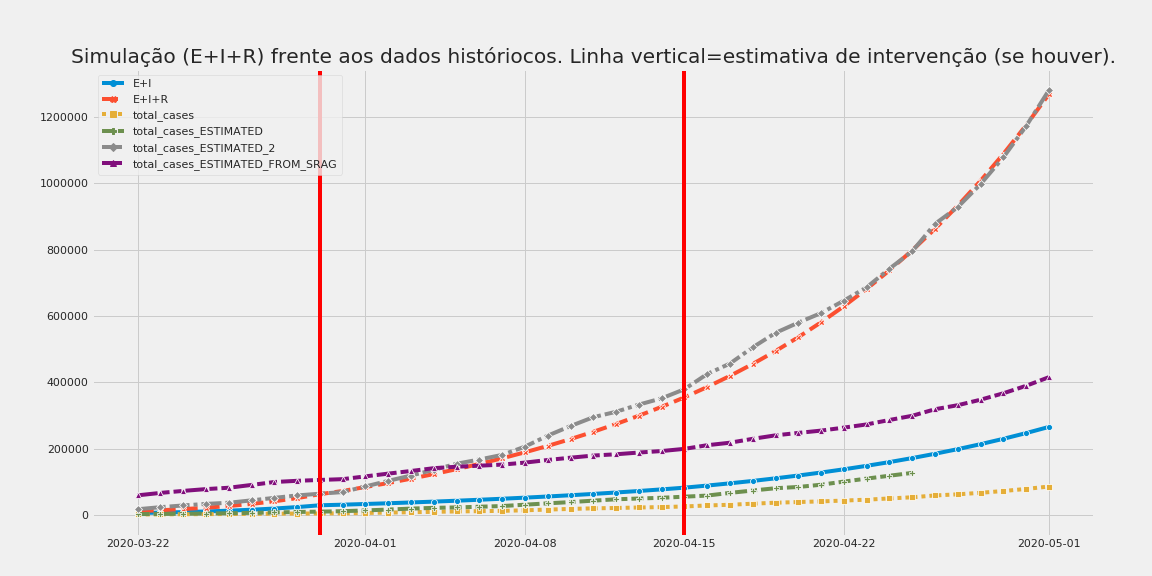 Simulação (E+I+R) frente aos dados históriocos. Linha vertical=estimativa de intervenção (se houver).
E+I
E+I+R
total_cases
total_cases_ESTIMATED
total_cases_ESTIMATED_2
total_cases_ESTIMATED_FROM_SRAG
1200000
1000000
800000
600000
400000
200000
0
2020-03-22 2020-04-01 2020-04-08 2020-04-15 2020-04-22 2020-05-01